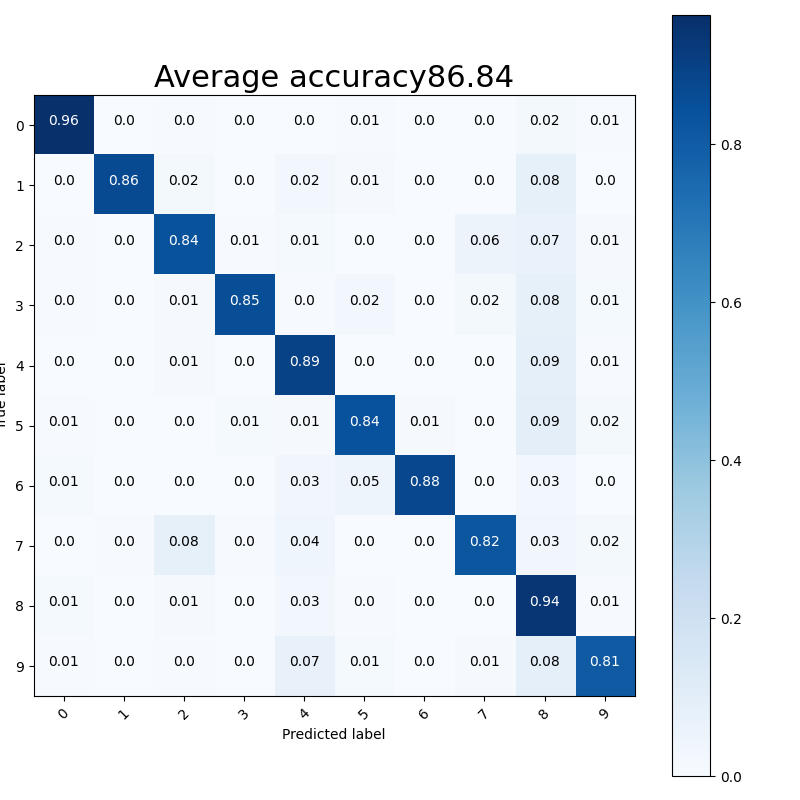 Average accuracy86.84
0 0.96 0.0 0.0 0.0 0.0 0.01 0.0 0.0 0.02 0.01
1 0.0 0.86 0.02 0.0 0.02 0.01 0.0 0.0 0.08 0.0
2 0.0 0.0 0.84 0.01 0.01 0.0 0.0 0.06 0.07 0.01
3 0.0 0.0 0.01 0.85 0.0 0.02 0.0 0.02 0.08 0.01
4 0.0 0.0 0.01 0.0 0.89 0.0 0.0 0.0 0.09 0.01
5 0.01 0.0 0.0 0.01 0.01 0.84 0.01 0.0 0.09 0.02
6 0.01 0.0 0.0 0.0 0.03 0.05 0.88 0.0 0.03 0.0
7 0.0 0.0 0.08 0.0 0.04 0.0 0.0 0.82 0.03 0.02
8 0.01 0.0 0.01 0.0 0.03 0.0 0.0 0.0 0.94 0.01
9 0.01 0.0 0.0 0.0 0.07 0.01 0.0 0.01 0.08 0.81
0 1 2 3 4 5 6 7 8 9
Predicted label
label
0.8
0.6
0.4
0.2
0.0